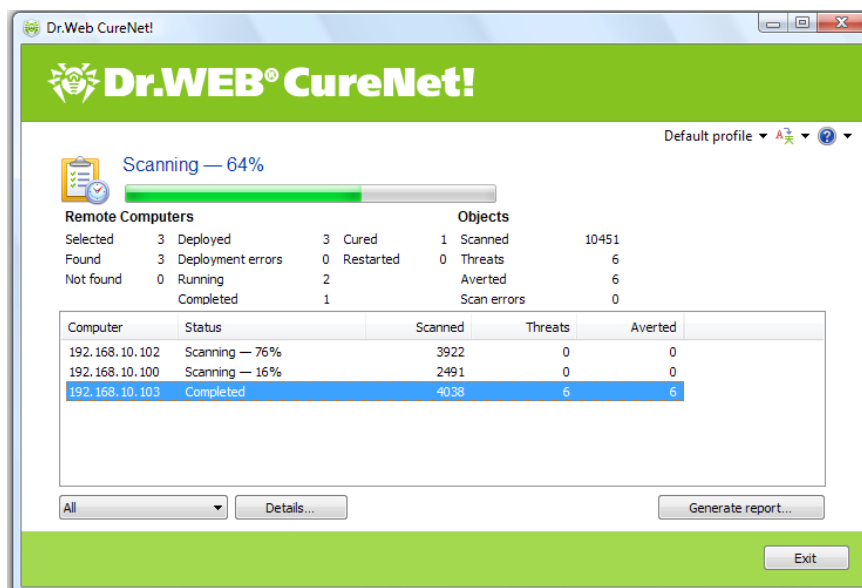 Dr.Web CureNet!
Dr.WEB® CureNet!
Default profile
Scanning — 64%
Remote Computers Objects
Selected 3 Deployed 3 Cured 1 Scanned 10451
Found 3 Deployment errors 0 Restarted 0 Threats 6
Not found 0 Running 2 Averted 6
Completed 1 Scan errors 0
Computer Status Scanned Threats Averted
192.168.10.102 Scanning — 76% 3922 0 0
192.168.10.100 Scanning — 16% 2491 0 0
192.168.10.103 Completed 4038 6 6
All Details... Generate report...
Exit